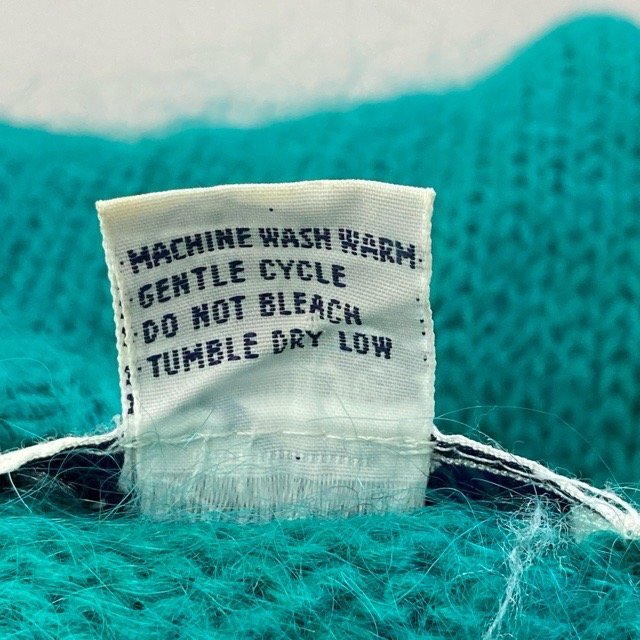 MACHINE WASH WARM
GENTLE CYCLE
DO NOT BLEACH
TUMBLE DRY LOW